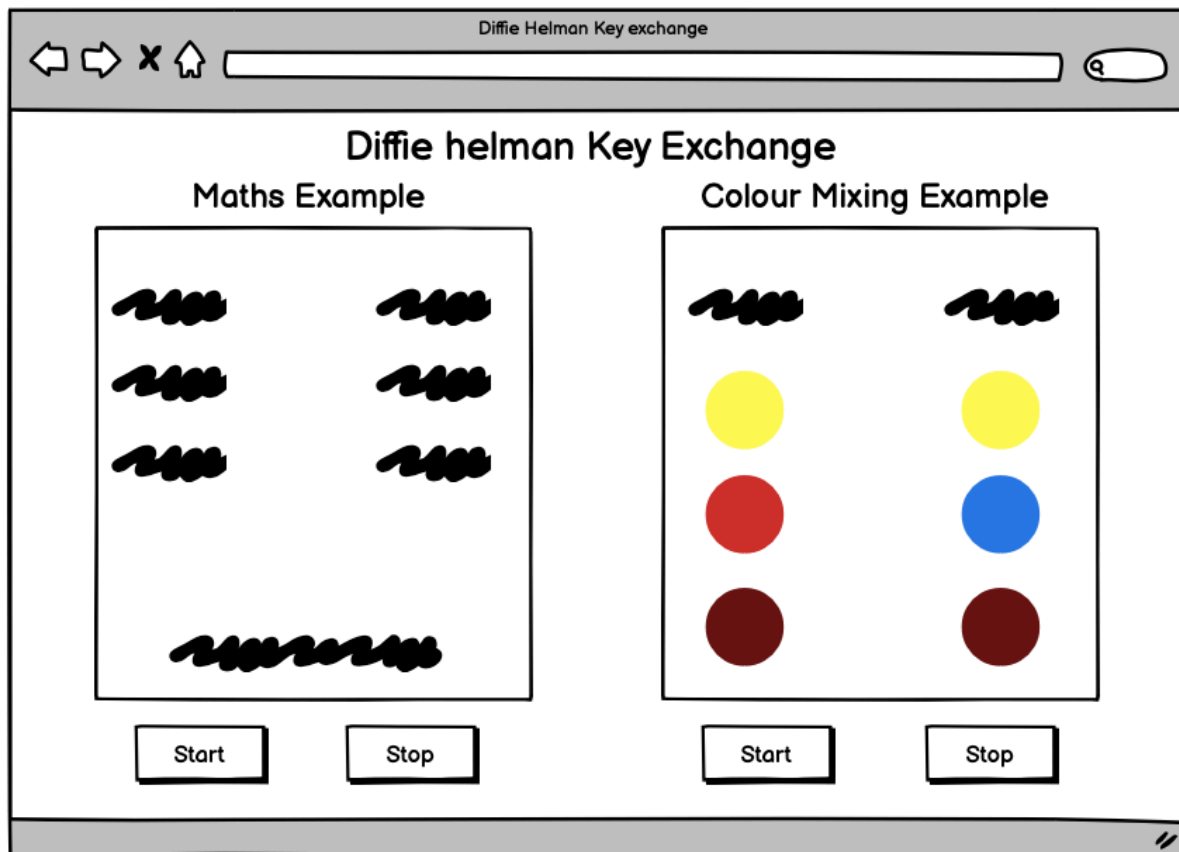 Diffie Helman Key exchange
Diffie helman Key Exchange
Maths Example
Colour Mixing Example
Start
Stop
Start
Stop